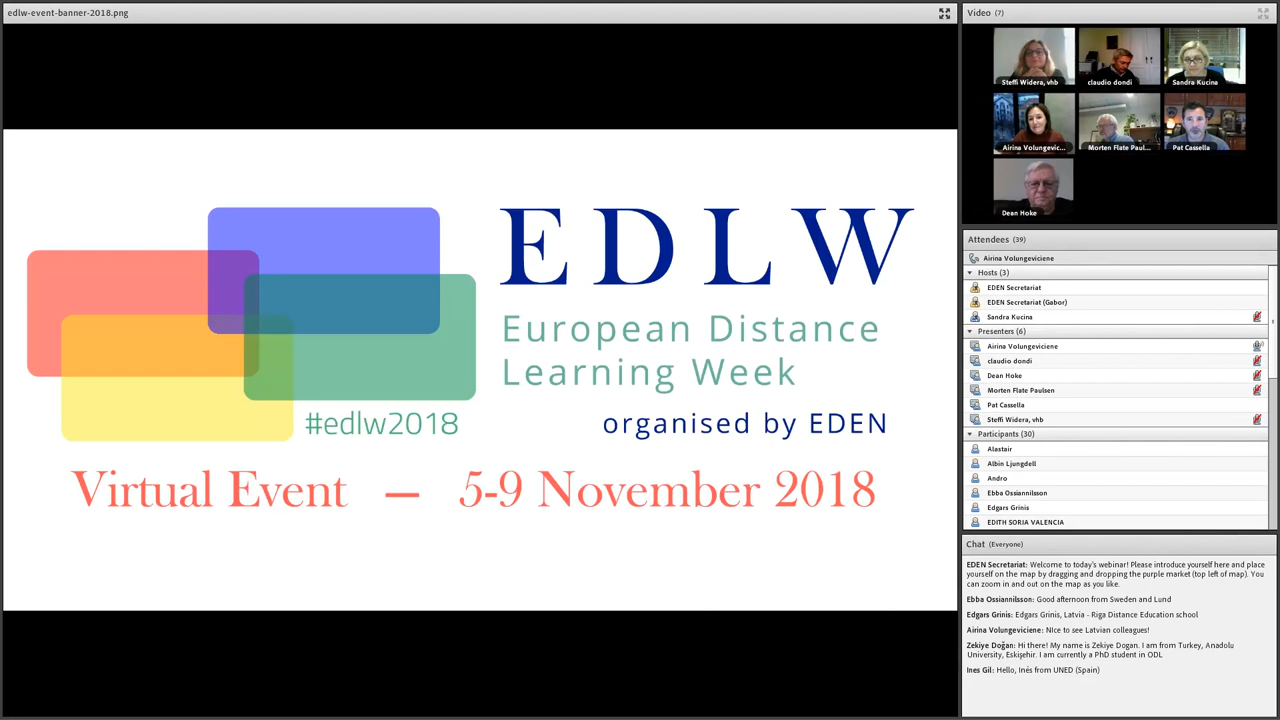 edlw-event-banner-2018.png
EDLW
European Distance
Learning Week
#edlw2018
organised by EDEN
Virtual Event — 5-9 November 2018
Video (7)
Steffi Widera, vhb
claudio dondi
Sandra Kucina
Airina Volungevic...
Morten Flate Paul...
Pat Cassella
Dean Hoke
Attendees (39)
Airina Volungeviciene
Hosts (3)
EDEN Secretariat
EDEN Secretariat (Gabor)
Sandra Kucina
Presenters (6)
Airina Volungeviciene
claudio dondi
Dean Hoke
Morten Flate Paulsen
Pat Cassella
Steffi Widera, vhb
Participants (30)
Alastair
Albin Ljungdell
Andro
Ebba Ossiannilsson
Edgars Grinis
EDITH SORIA VALENCIA
Chat (Everyone)
EDEN Secretariat: Welcome to today's webinar! Please introduce yourself here and place
yourself on the map by dragging and dropping the purple market (top left of map). You
can zoom in and out on the map as you like.
Ebba Ossiannilsson: Good afternoon from Sweden and Lund
Edgars Grinis: Edgars Grinis, Latvia - Riga Distance Education school
Airina Volungeviciene: NIce to see Latvian colleagues!
Zekiye Doğan: Hi there! My name is Zekiye Dogan. I am from Turkey, Anadolu
University, Eskişehir. I am currently a PhD student in ODL
Ines Gil: Hello, Inés from UNED (Spain)